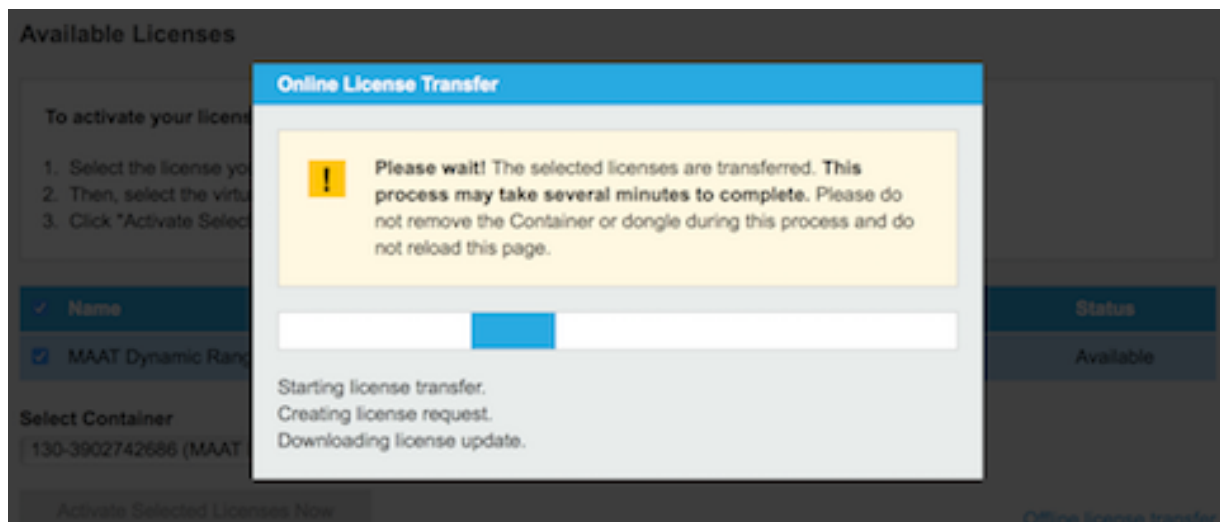 Available Licenses
Online License Transfer
To activate your licens
1. Select the license yo
2. Then, select the virtu
3. Click "Activate Select
! Please wait! The selected licenses are transferred. This
process may take several minutes to complete. Please do
not remove the Container or dongle during this process and do
not reload this page.
Name Status
MAAT Dynamic Rang Available
Starting license transfer.
Creating license request.
Downloading license update.
Select Container
130-3902742686 (MAAT
Activate Selected Licenses Now
Offline license transfer